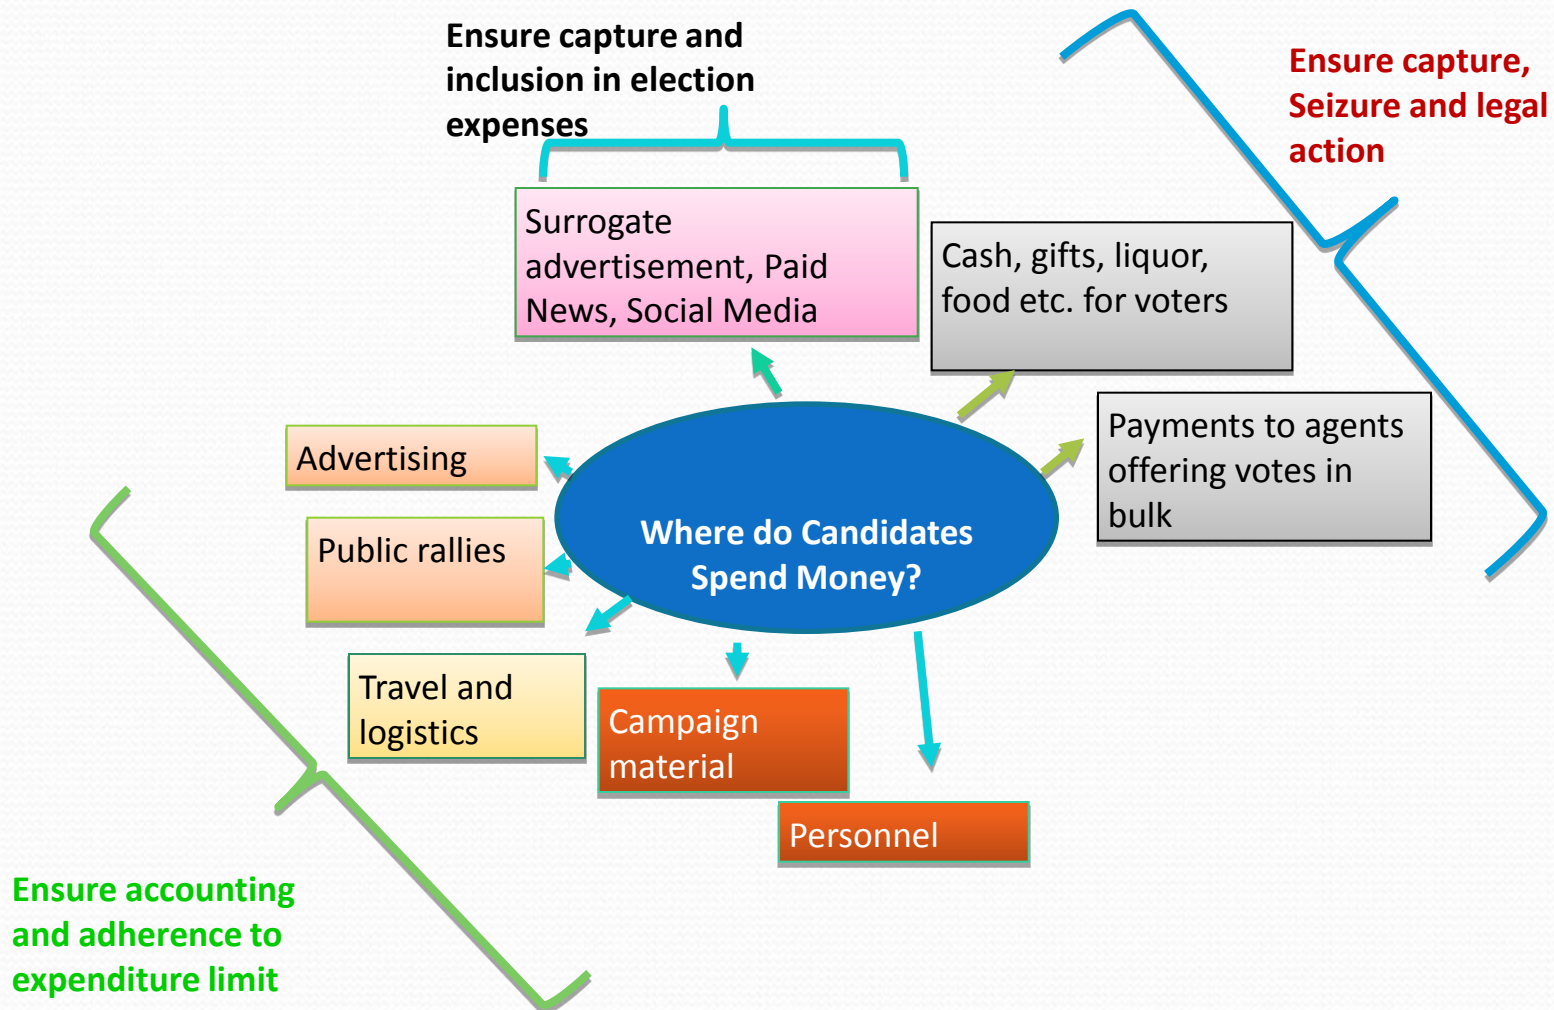 Ensure capture and
inclusion in election
expenses
Ensure capture,
Seizure and legal
action
Surrogate
advertisement, Paid
News, Social Media
Cash, gifts, liquor,
food etc. for voters
Payments to agents
offering votes in
bulk
Advertising
Where do Candidates
Spend Money?
Public rallies
Travel and
logistics
Campaign
material
Personnel
Ensure accounting
and adherence to
expenditure limit